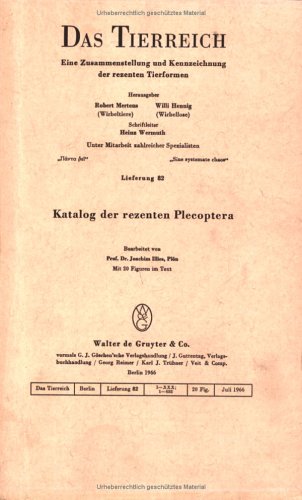 Urheberrechtlich geschütztes Material
DAS TIERREICH
Eine Zusammenstellung und Kennzeichnung
der rezenten Tierformen
Herausgeber
Robert Mertens Willi Hennig
(Wirbeltiere) (Wirbellose)
Schriftleiter
Heinz Wermuth
Unter Mitarbeit zahlreicher Spezialisten
„Πάντα ῥεῖ“ „Sine systemate chaos“
Lieferung 82
Katalog der rezenten Plecoptera
Bearbeitet von
Prof. Dr. Joachim Illies, Plön
Mit 20 Figuren im Text
Walter de Gruyter & Co.
vormals G. J. Göschen'sche Verlagshandlung / J. Guttentag, Verlags-
buchhandlung / Georg Reimer / Karl J. Trübner / Veit & Comp.
Berlin 1966
Das Tierreich Berlin Lieferung 82 I—XXX; 20 Fig. Juli 1966
Urheberrechtlich geschütztes Material